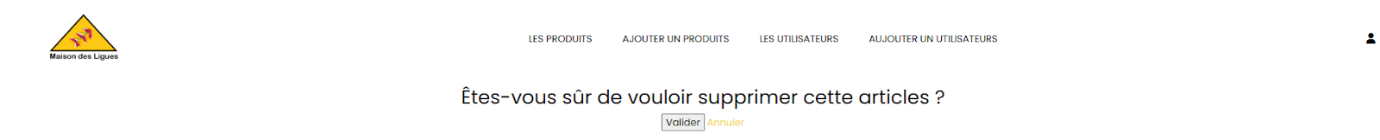 Maison des Ligues
LES PRODUITS AJOUTER UN PRODUITS LES UTILISATEURS AUJOUTER UN UTILISATEURS
Êtes-vous sûr de vouloir supprimer cette articles ?
Valider Annuler